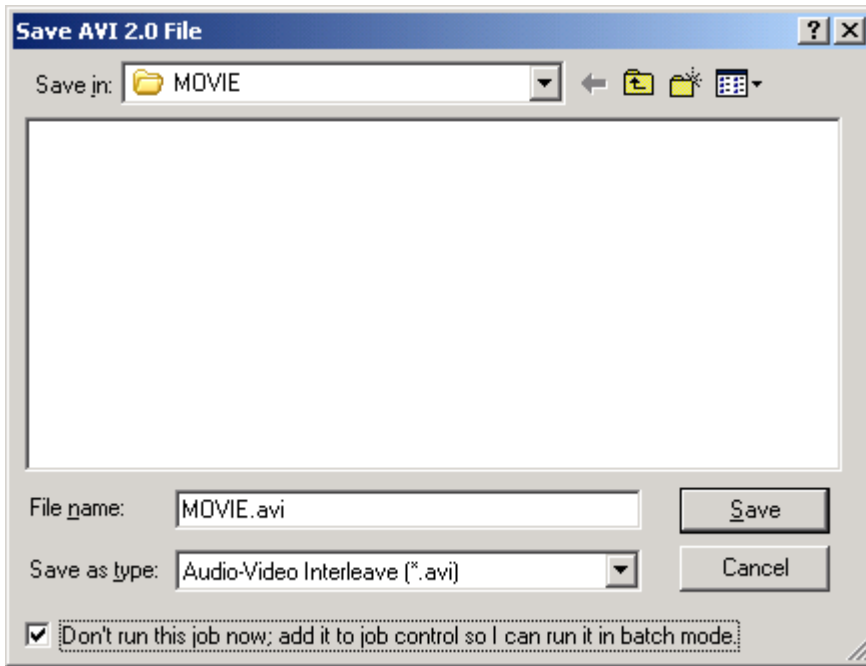 Save AVI 2.0 File
Save in: MOVIE
File name: MOVIE.avi Save
Save as type: Audio-Video Interleave (*.avi) Cancel
Don't run this job now; add it to job control so I can run it in batch mode.